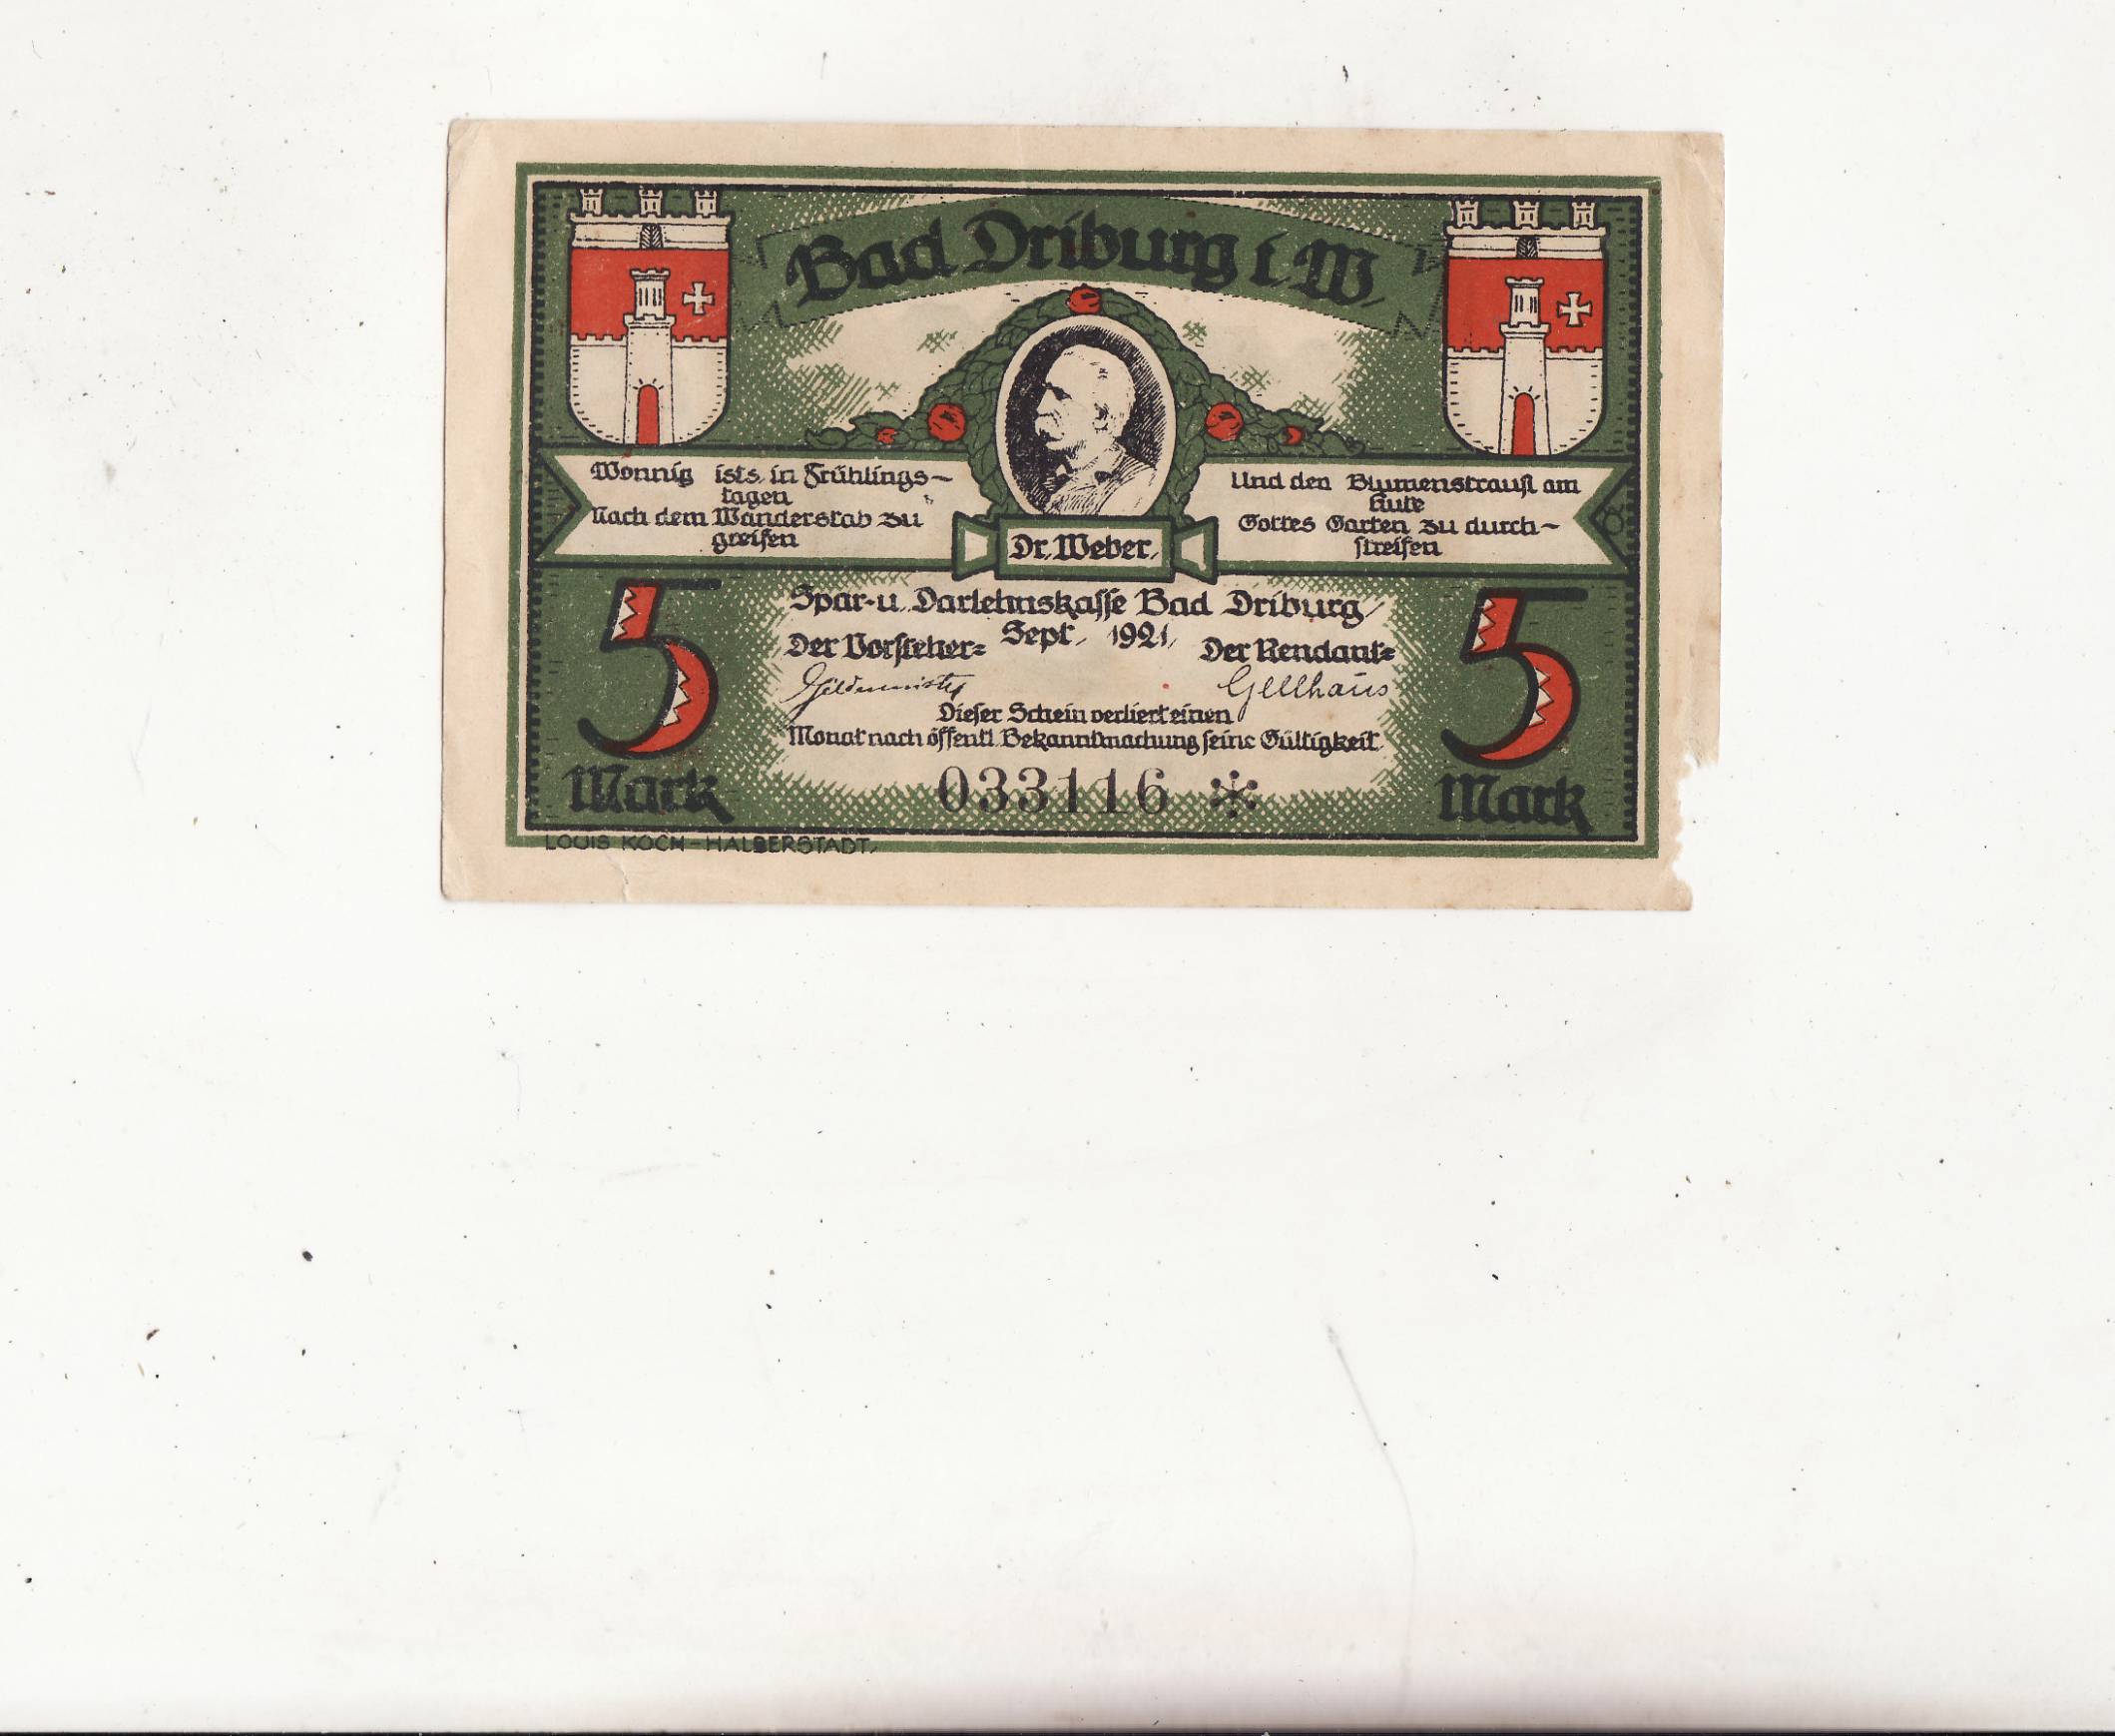 Bad Driburg i. W.
Wonnig ists, in Frühlings-
tagen
Nach dem Wanderstab zu
greifen
Und den Blumenstrauß am
Hute
Gottes Garten zu durch-
streifen
Dr. Weber.
Spar- u. Darlehnskasse Bad Driburg
Sept. 1921.
Der Vorsteher:
Der Rendant:
Gellhaus
Dieser Schein verliert einen
Monat nach öffentl. Bekanntmachung seine Gültigkeit.
5
Mark
5
Mark
033116 *
LOUIS KOCH-HALBERSTADT.